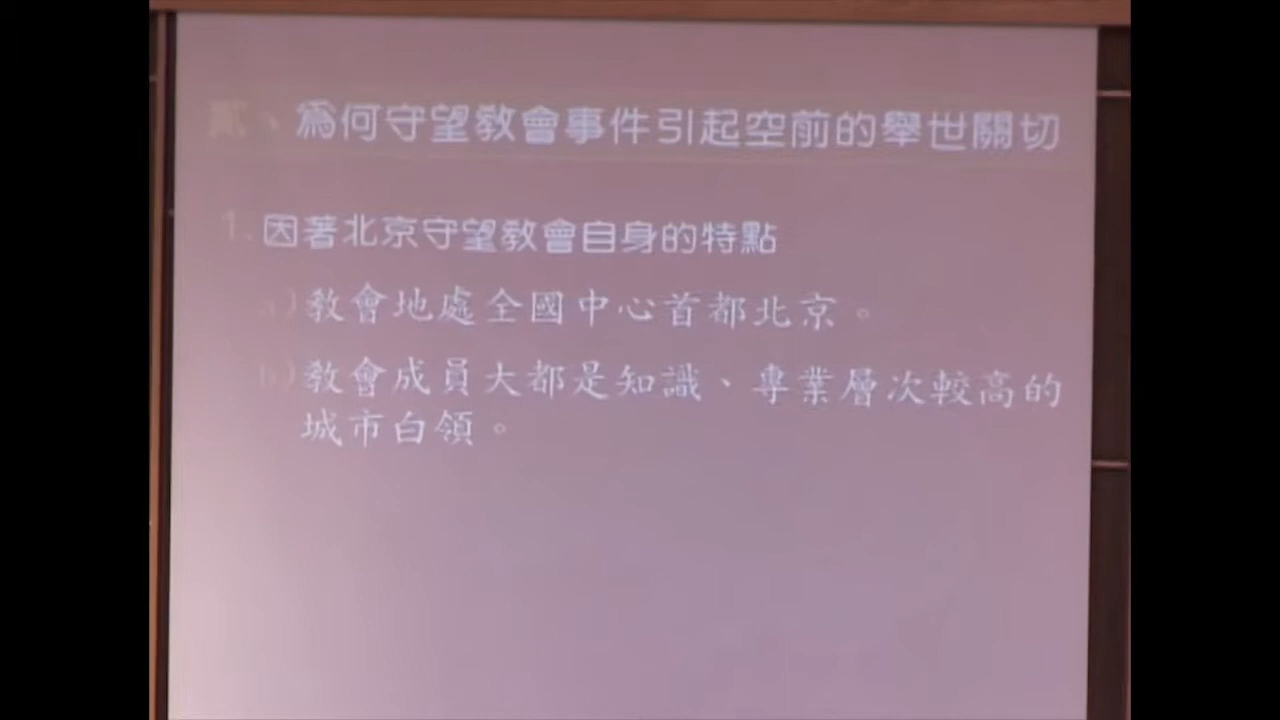 貳、為何守望教會事件引起空前的舉世關切
1. 因著北京守望教會自身的特點
a) 教會地處全國中心首都北京。
b) 教會成員大都是知識、專業層次較高的
城市白領。